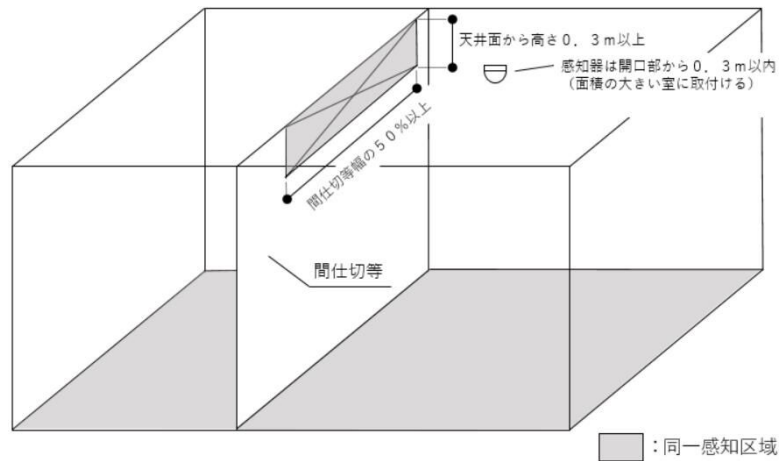 天井面から高さ０．３ｍ以上
感知器は開口部から０．３ｍ以内
（面積の大きい室に取付ける）
間仕切等幅の５０％以上
間仕切等
：同一感知区域